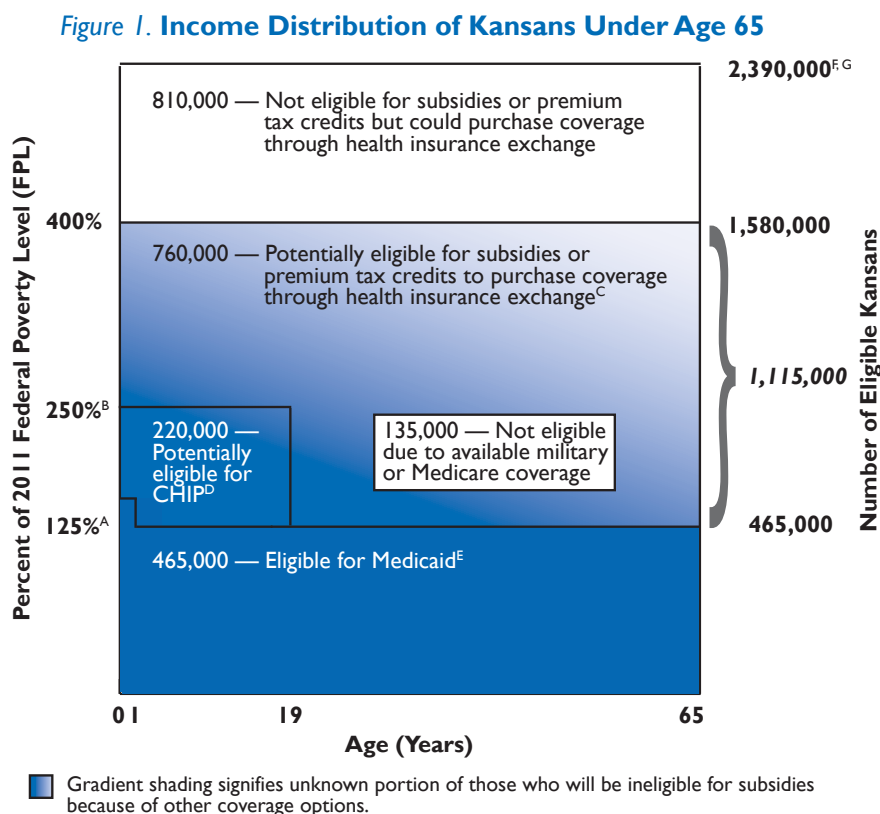 Figure 1. Income Distribution of Kansans Under Age 65
2,390,000F, G
810,000 — Not eligible for subsidies or premium
tax credits but could purchase coverage
through health insurance exchange
Percent of 2011 Federal Poverty Level (FPL)
400%
1,580,000
760,000 — Potentially eligible for subsidies or
premium tax credits to purchase coverage
through health insurance exchangeC
1,115,000
Number of Eligible Kansans
250%B
220,000 —
Potentially
eligible for
CHIPD
135,000 — Not eligible
due to available military
or Medicare coverage
125%A
465,000
465,000 — Eligible for MedicaidE
0 1 19 65
Age (Years)
Gradient shading signifies unknown portion of those who will be ineligible for subsidies
because of other coverage options.